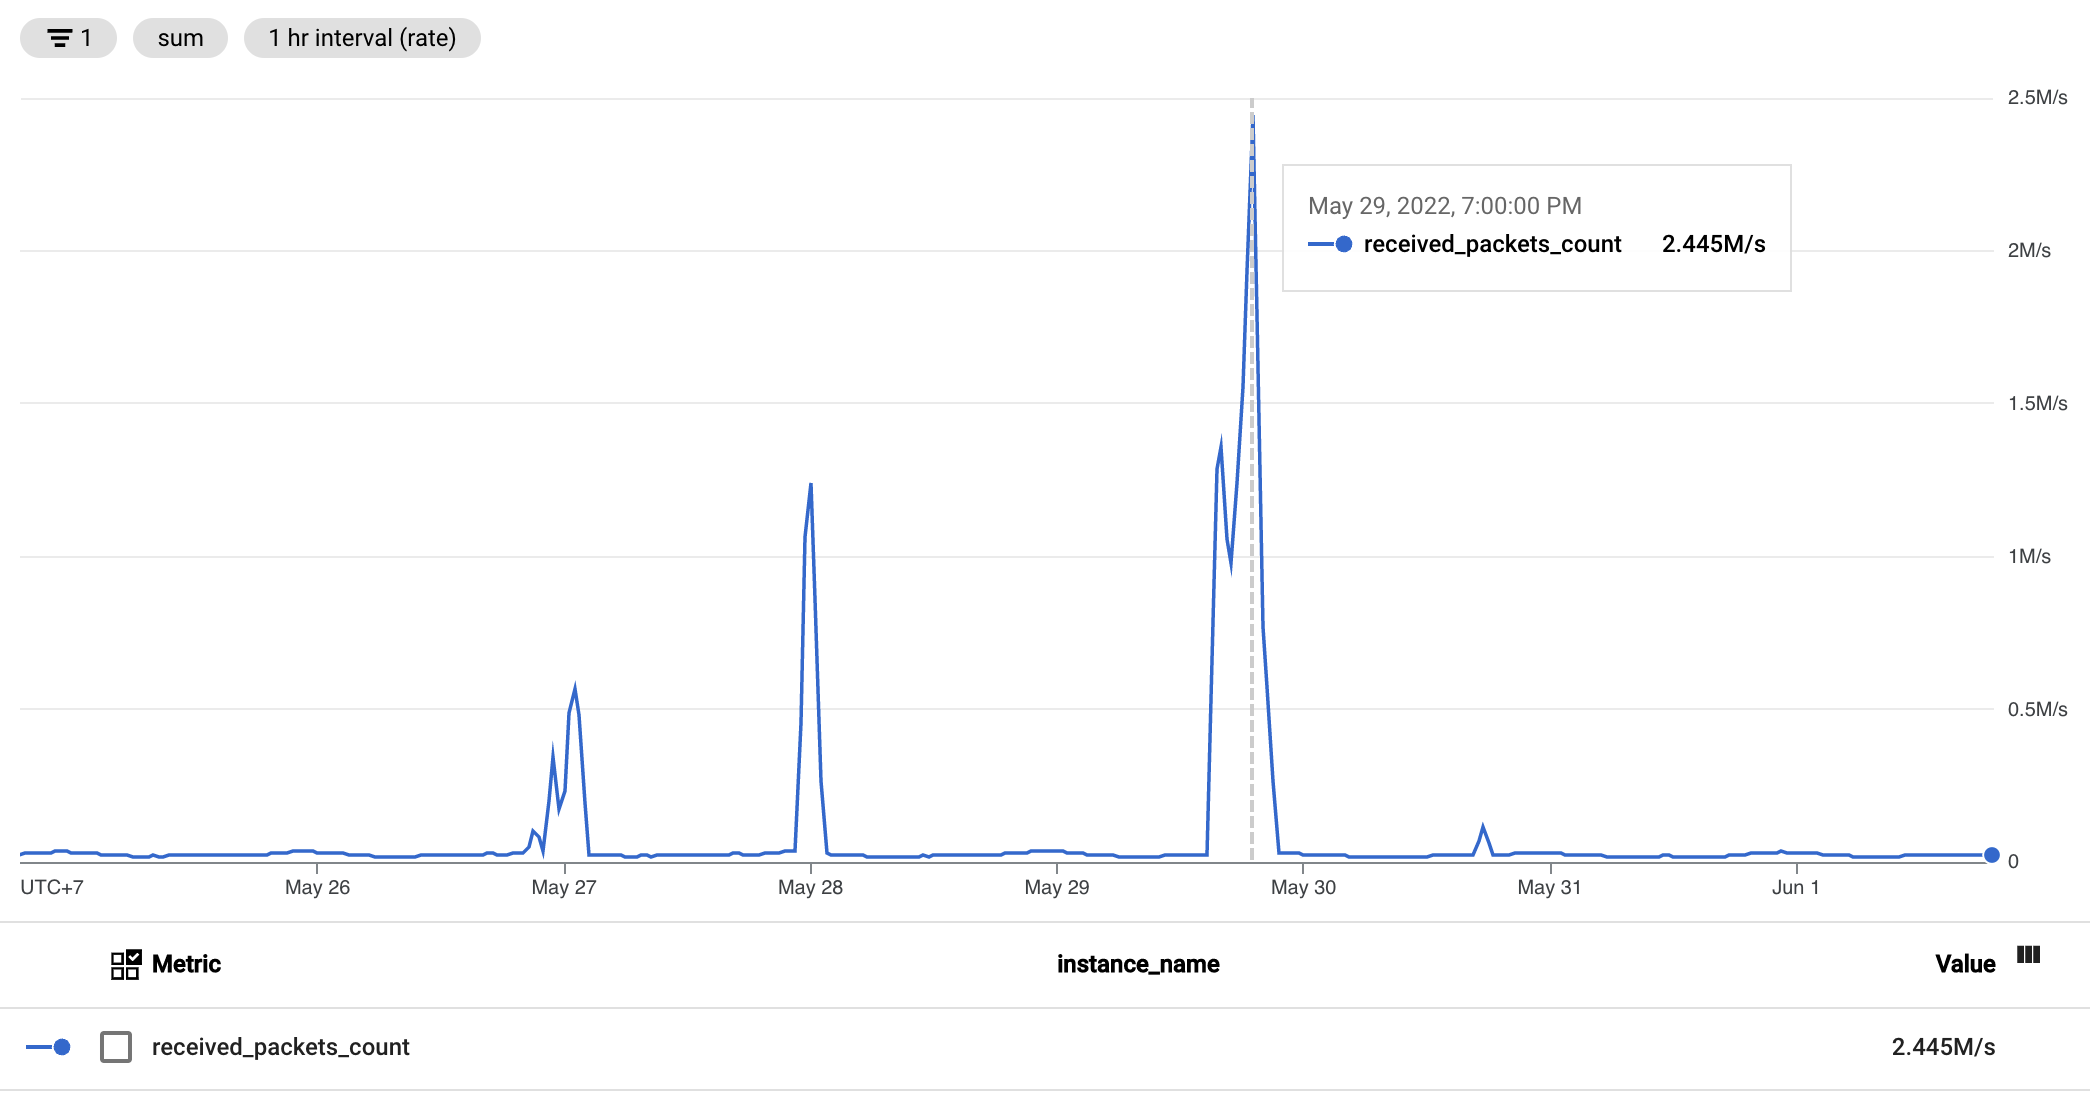 1 sum 1 hr interval (rate)
2.5M/s
May 29, 2022, 7:00:00 PM
received_packets_count 2.445M/s
2M/s
1.5M/s
1M/s
0.5M/s
0
UTC+7 May 26 May 27 May 28 May 29 May 30 May 31 Jun 1
Metric instance_name Value
received_packets_count 2.445M/s